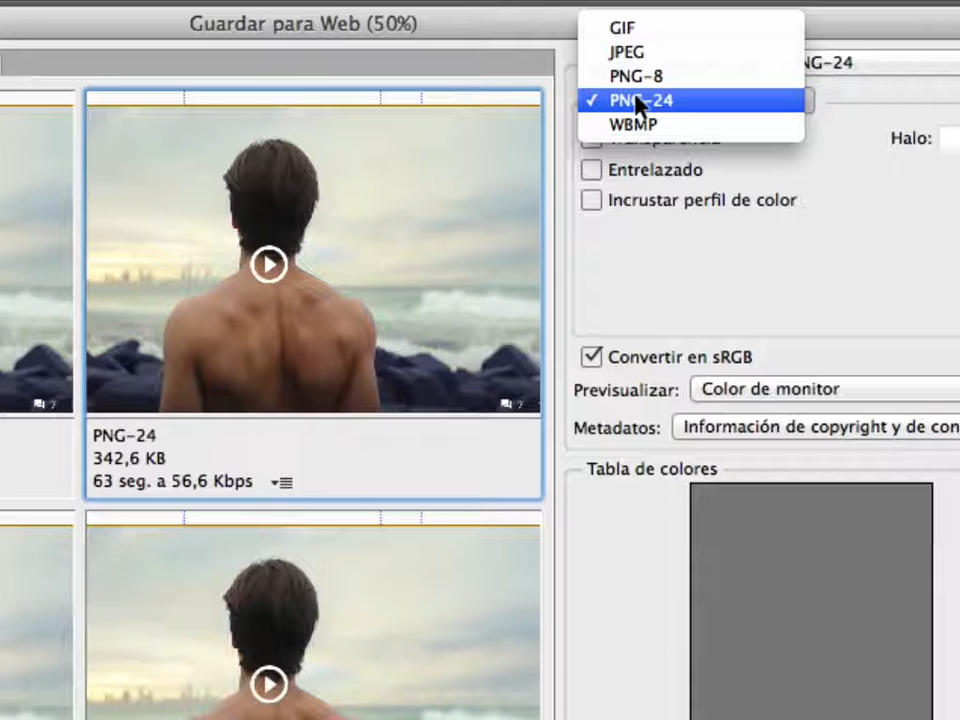 Guardar para Web (50%)
GIF
JPEG
PNG-8
✓ PNG-24
WBMP
NG-24
Halo:
Entrelazado
Incrustar perfil de color
Convertir en sRGB
Previsualizar: Color de monitor
Metadatos: Información de copyright y de con
Tabla de colores
7
7
PNG-24
342,6 KB
63 seg. a 56,6 Kbps